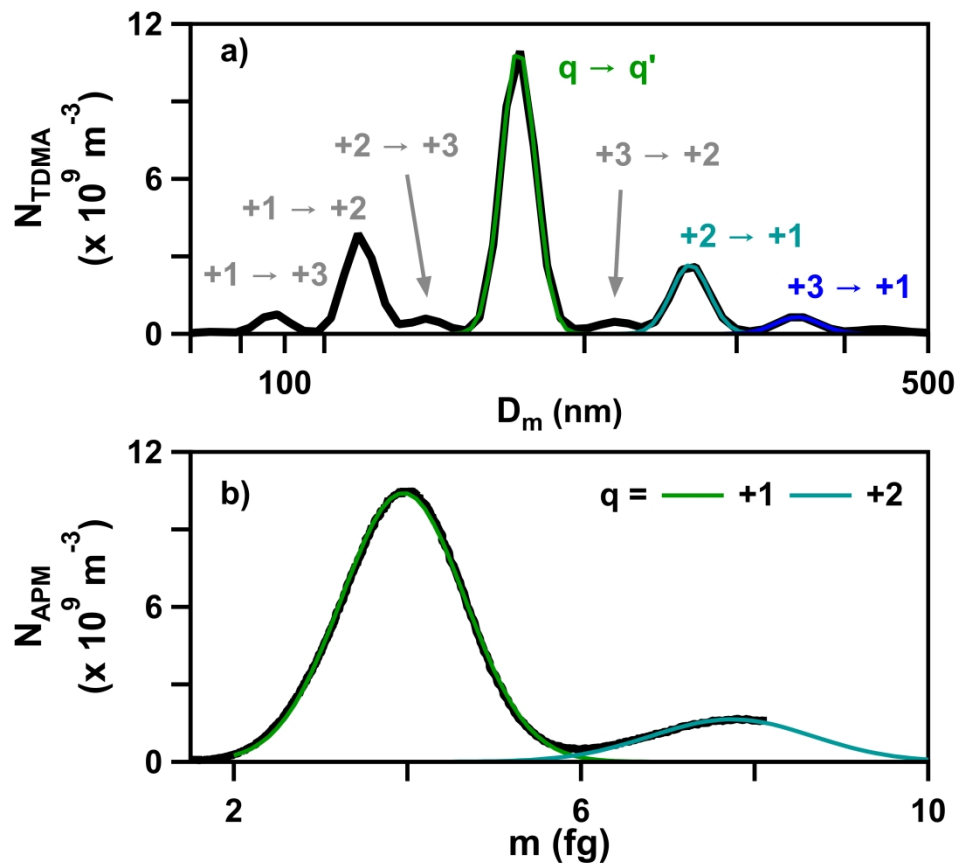 12
a)
q → q'
+2 → +3
+3 → +2
6
+1 → +2
+2 → +1
+1 → +3
+3 → +1
0
N_TDMA
(x 10^9 m^-3)
100
500
D_m (nm)
12
b)
q = +1 +2
6
0
N_APM
(x 10^9 m^-3)
2
6
10
m (fg)